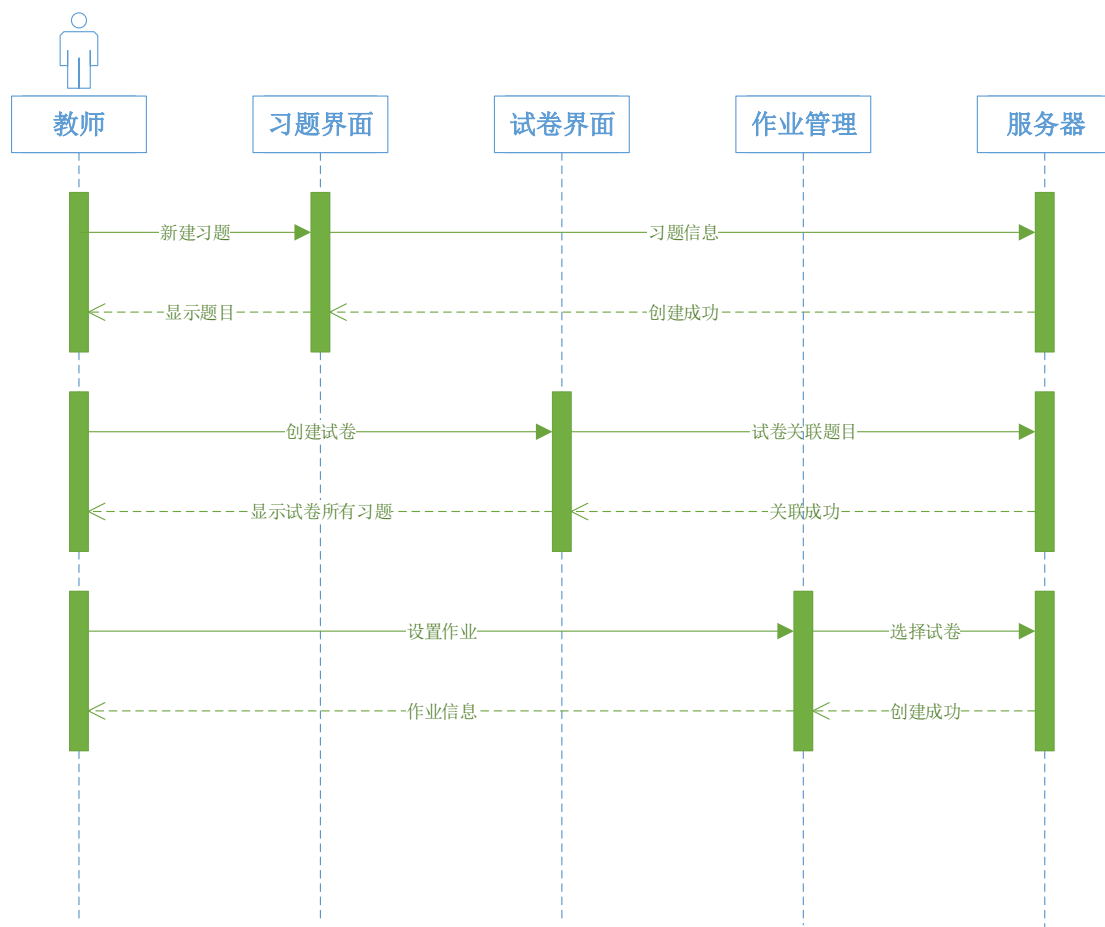 教师
习题界面
试卷界面
作业管理
服务器
新建习题
习题信息
显示题目
创建成功
创建试卷
试卷关联题目
显示试卷所有习题
关联成功
设置作业
选择试卷
作业信息
创建成功